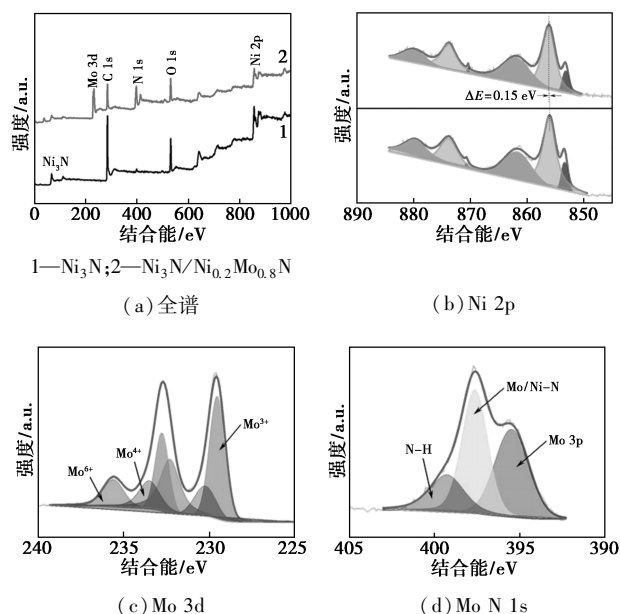 强度/a.u.
Mo 3d
C 1s
N 1s
O 1s
Ni 2p
2
1
Ni₃N
0 200 400 600 800 1000
结合能/eV
1—Ni₃N;2—Ni₃N/Ni₀.₂Mo₀.₈N
(a)全谱
强度/a.u.
ΔE=0.15 eV
890 880 870 860 850
结合能/eV
(b)Ni 2p
强度/a.u.
Mo⁶⁺
Mo⁴⁺
Mo³⁺
240 235 230 225
结合能/eV
(c)Mo 3d
强度/a.u.
N-H
Mo/Ni-N
Mo 3p
405 400 395 390
结合能/eV
(d)Mo N 1s